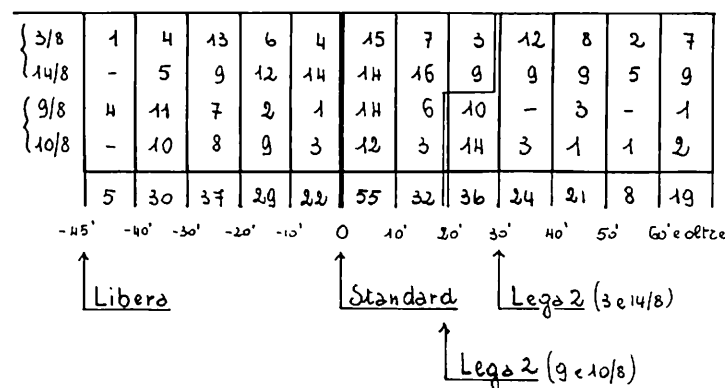 3/8 1 4 13 6 4 15 7 3 12 8 2 7
14/8 - 5 9 12 14 14 16 9 9 9 5 9
9/8 4 11 7 2 1 14 6 10 - 3 - 1
10/8 - 10 8 9 3 12 3 14 3 1 1 2
5 30 37 29 22 55 32 36 24 21 8 19
-45' -40' -30' -20' -10' 0 10' 20' 30' 40' 50' 60' e oltre
Libera Standard Lega 2 (3 e 14/8)
Lega 2 (9 e 10/8)